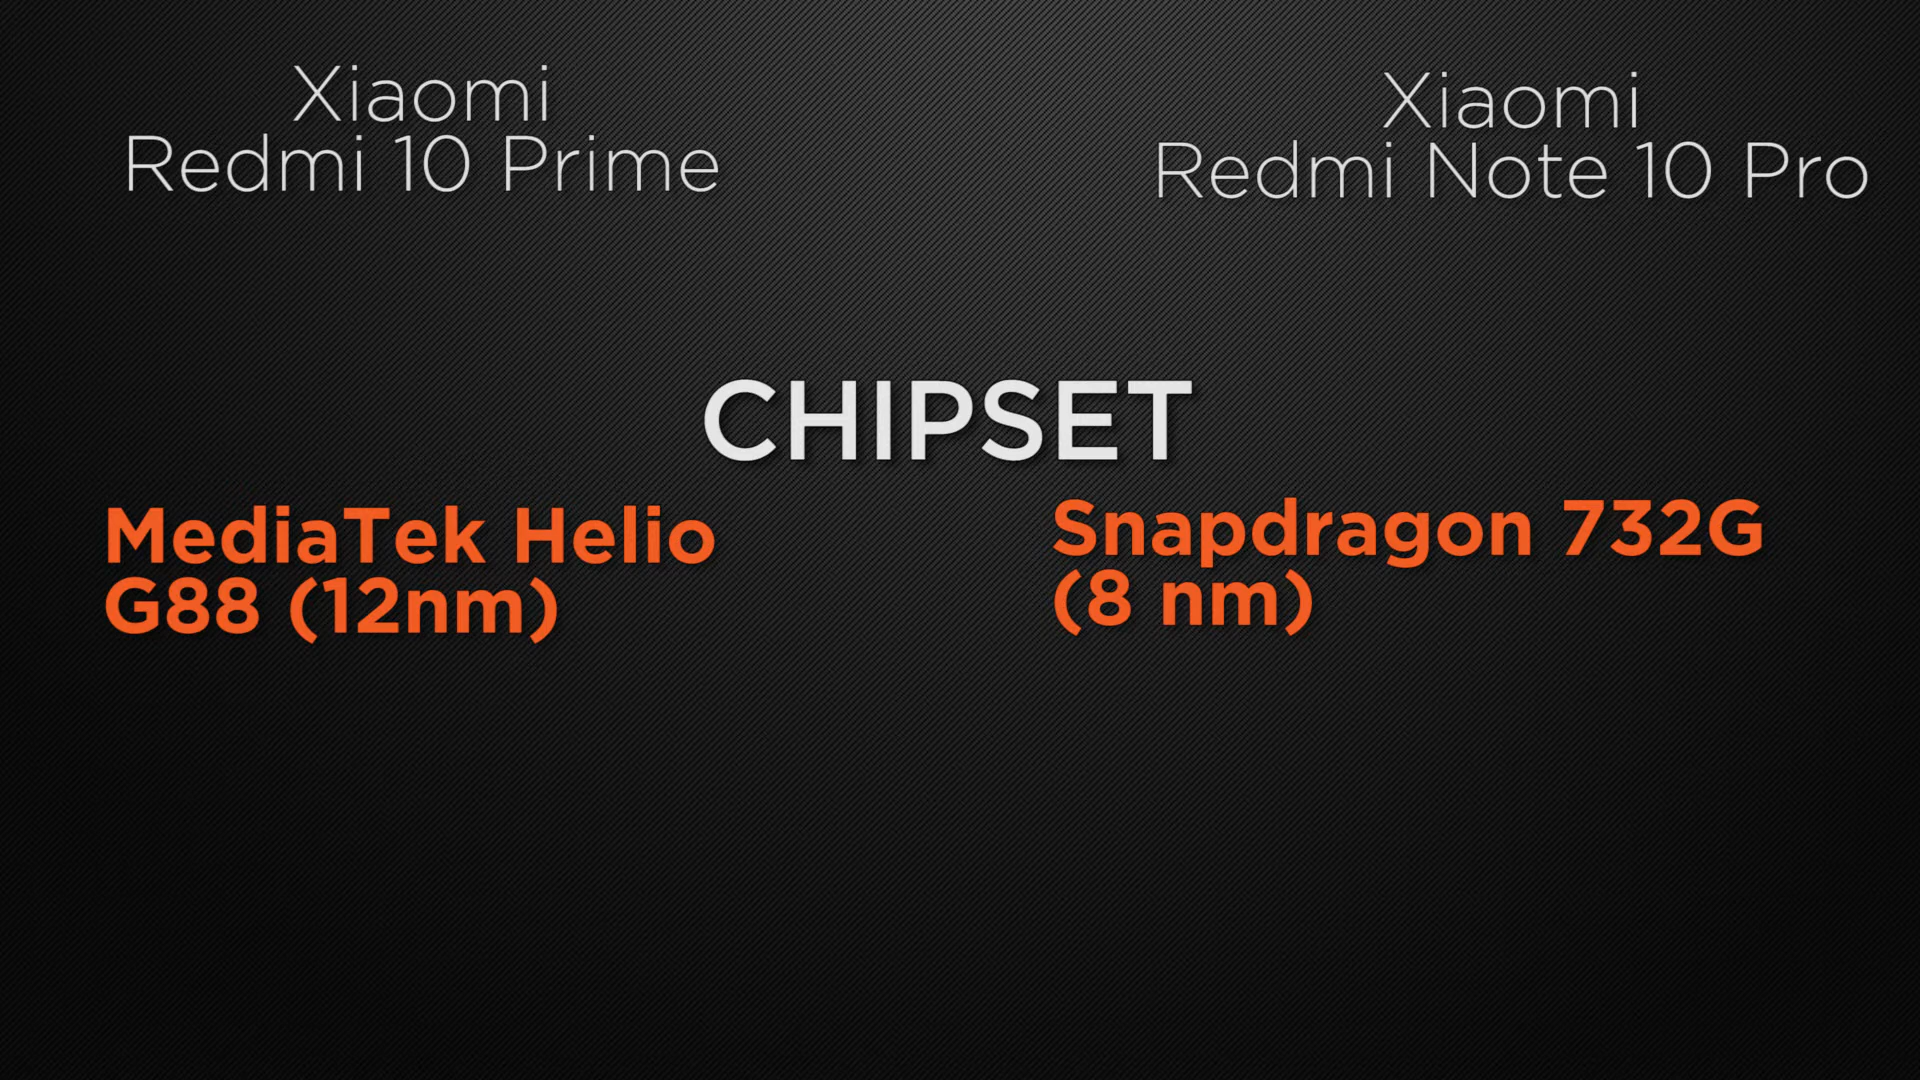 Xiaomi
Redmi 10 Prime
Xiaomi
Redmi Note 10 Pro
CHIPSET
MediaTek Helio
G88 (12nm)
Snapdragon 732G
(8 nm)